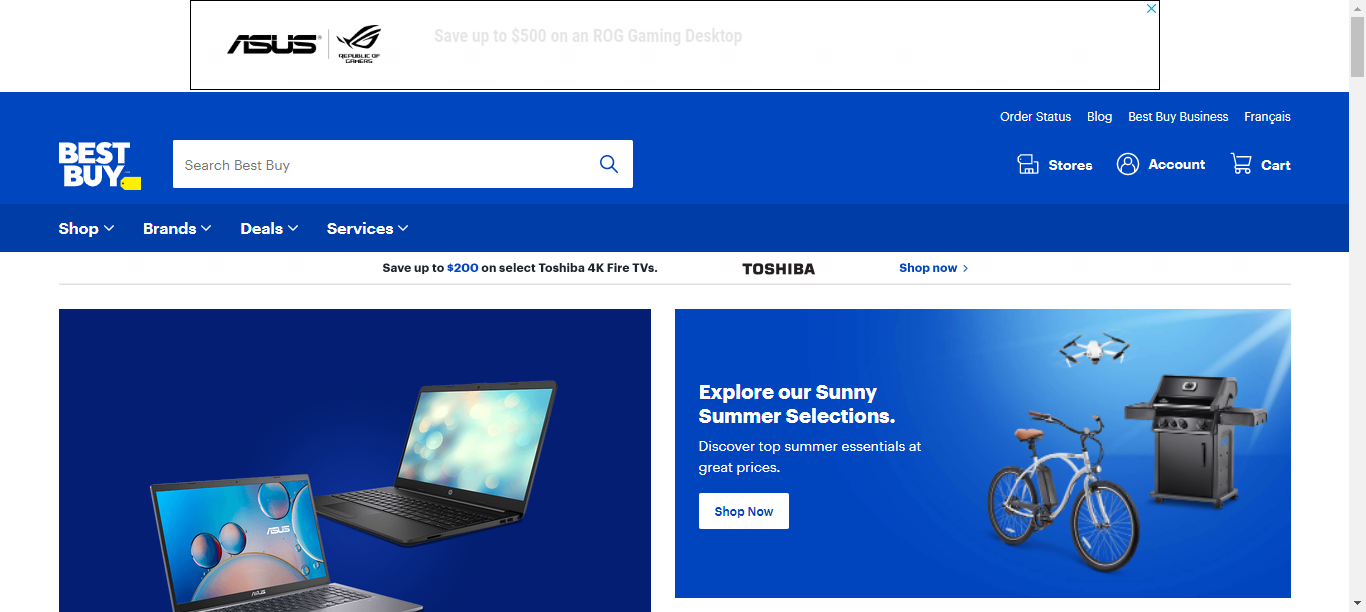 ASUS
REPUBLIC OF
GAMERS
Save up to $500 on an ROG Gaming Desktop
Order Status
Blog
Best Buy Business
Français
BEST
BUY
Search Best Buy
Stores
Account
Cart
Shop
Brands
Deals
Services
Save up to $200 on select Toshiba 4K Fire TVs.
TOSHIBA
Shop now
Explore our Sunny
Summer Selections.
Discover top summer essentials at
great prices.
Shop Now
hp
ASUS
ASUS